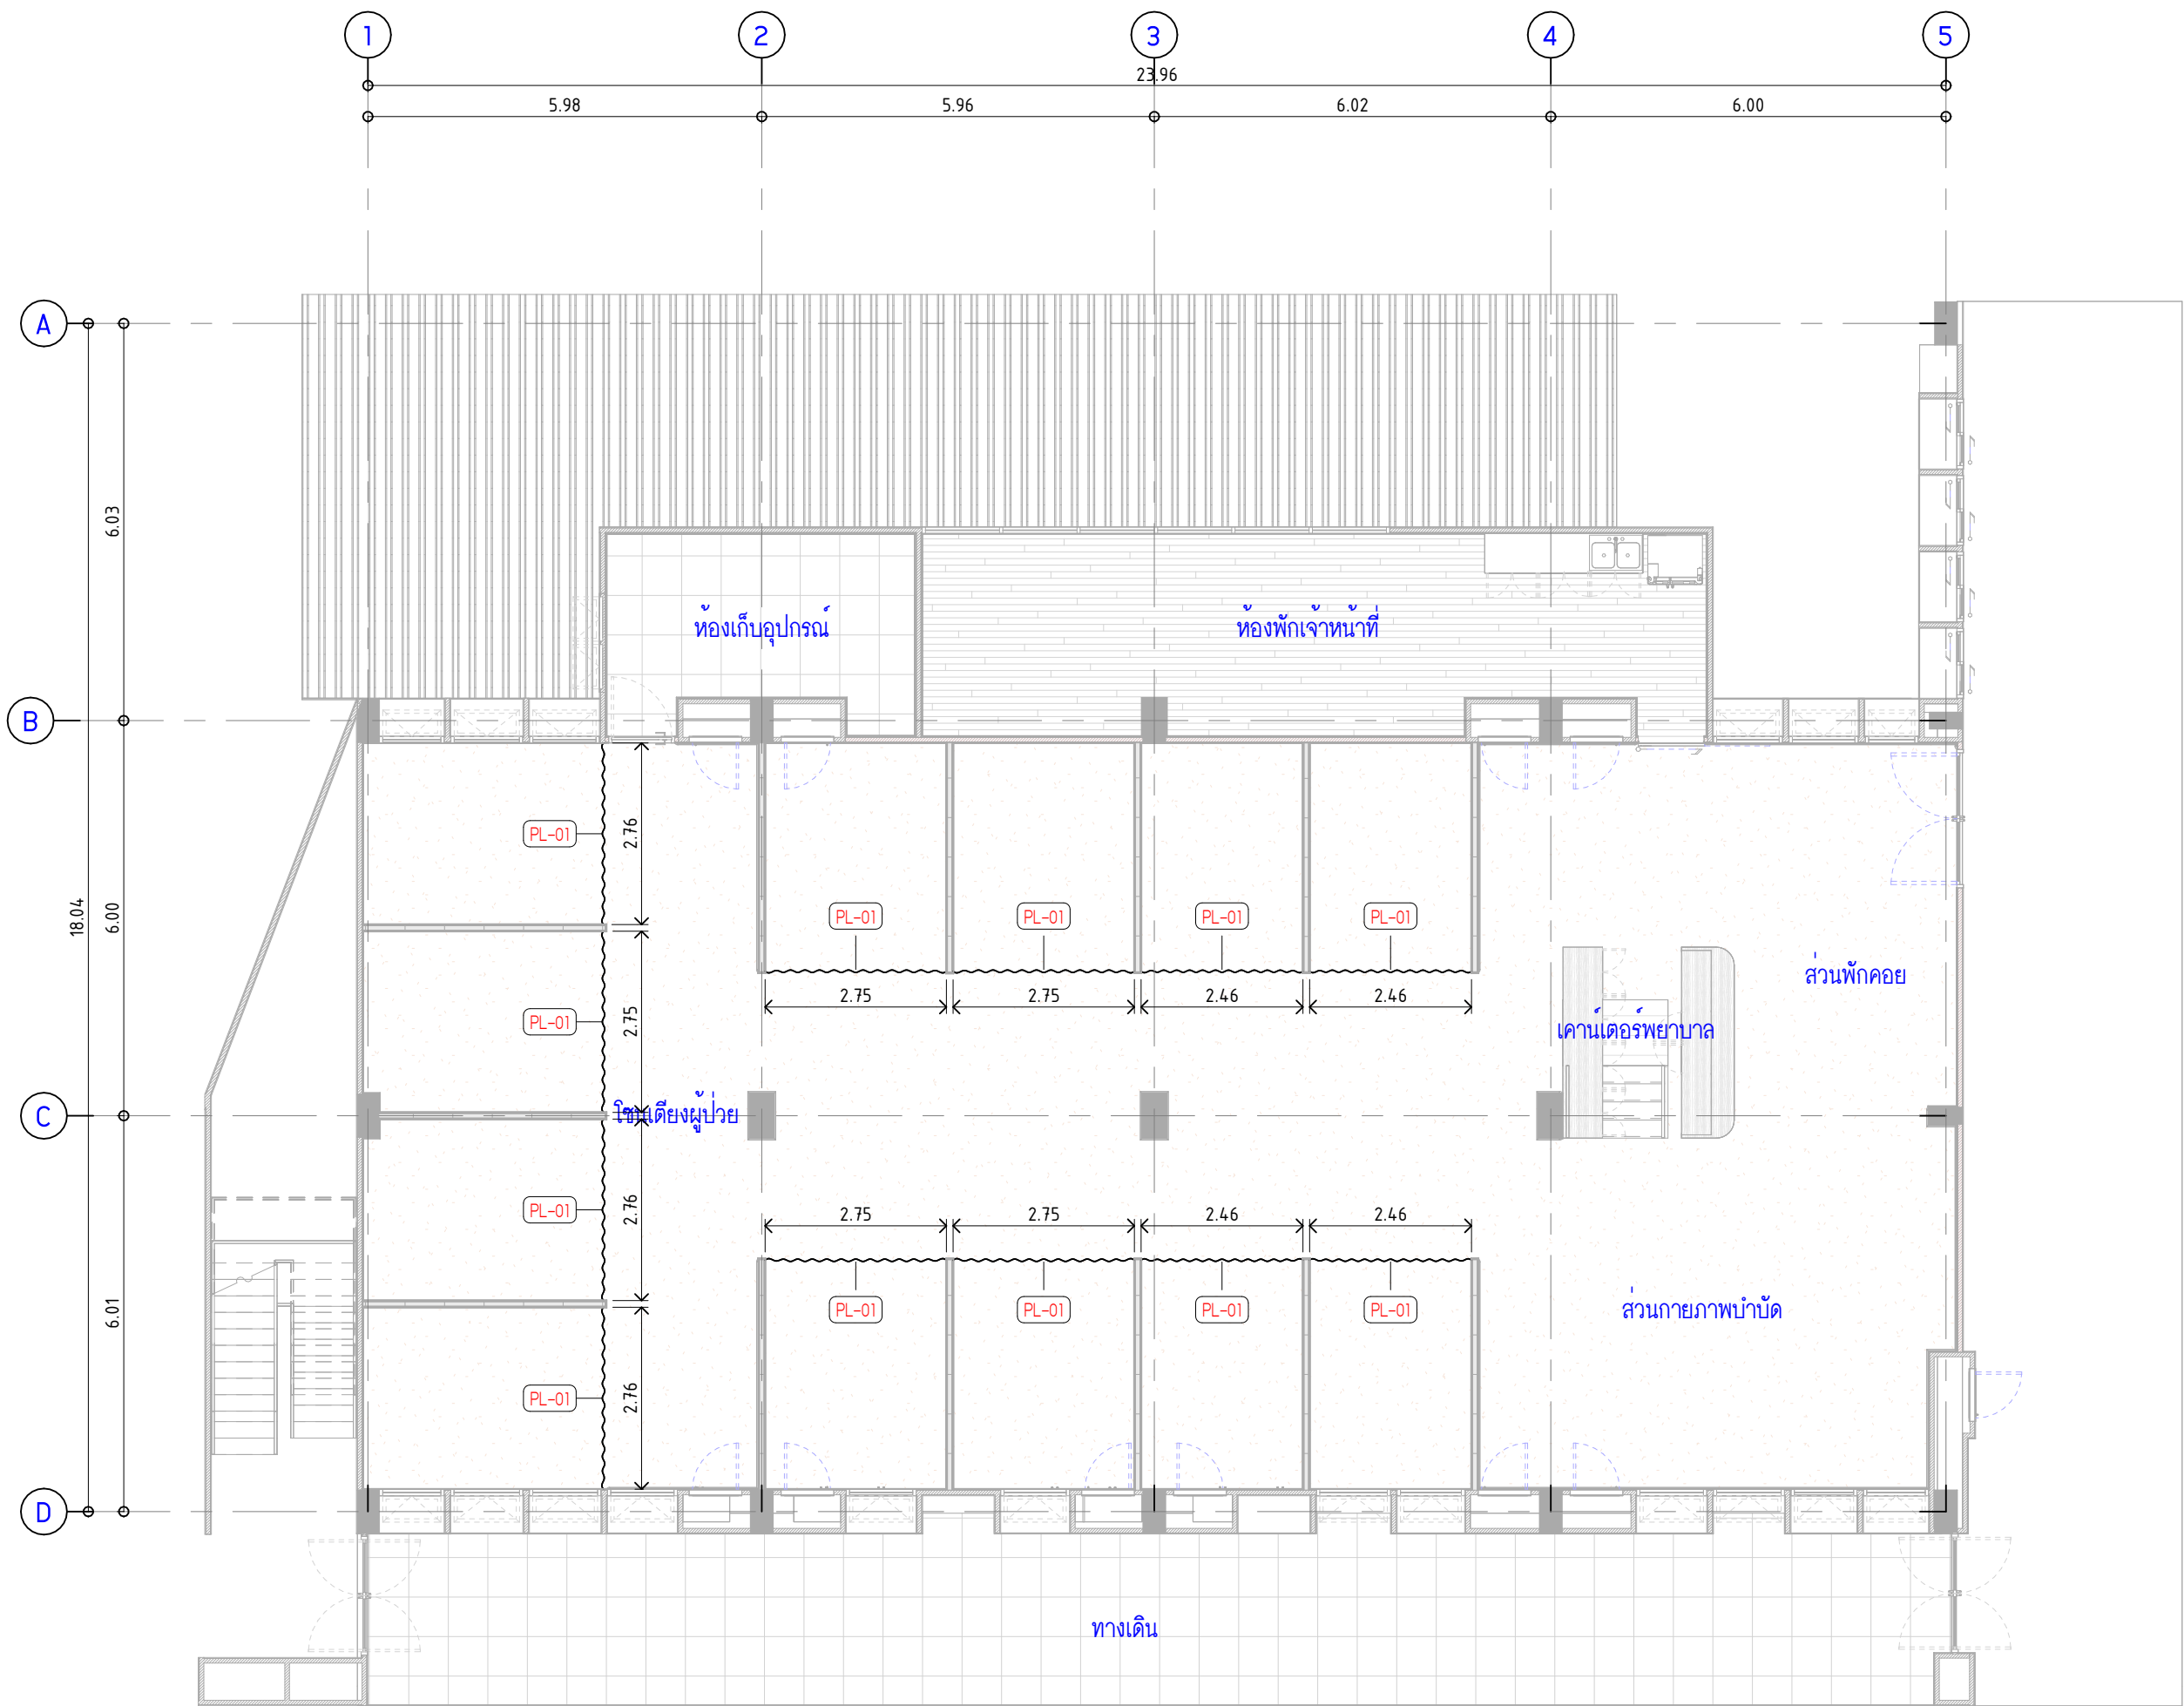 1 2 3 4 5
23.96
5.98 5.96 6.02 6.00
A
6.03
ห้องเก็บอุปกรณ์ ห้องพักเจ้าหน้าที่
B
PL-01 2.76
18.04 6.00
PL-01 PL-01 PL-01 PL-01
ส่วนพักคอย
2.75 2.75 2.46 2.46
PL-01 2.75
เคาน์เตอร์พยาบาล
C
โซนเตียงผู้ป่วย
PL-01 2.76
2.75 2.75 2.46 2.46
6.01
PL-01 PL-01 PL-01 PL-01
ส่วนกายภาพบำบัด
PL-01 2.76
D
ทางเดิน